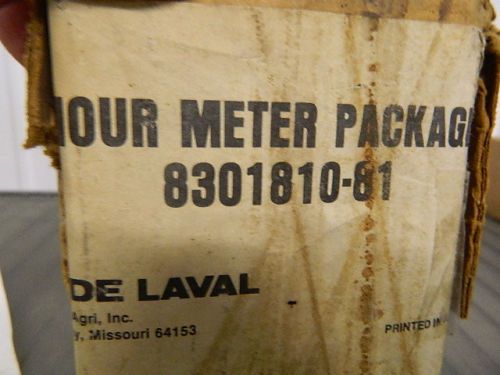 HOUR METER PACKAGE
8301810-81
DE LAVAL
Agri, Inc.
y, Missouri 64153
PRINTED IN